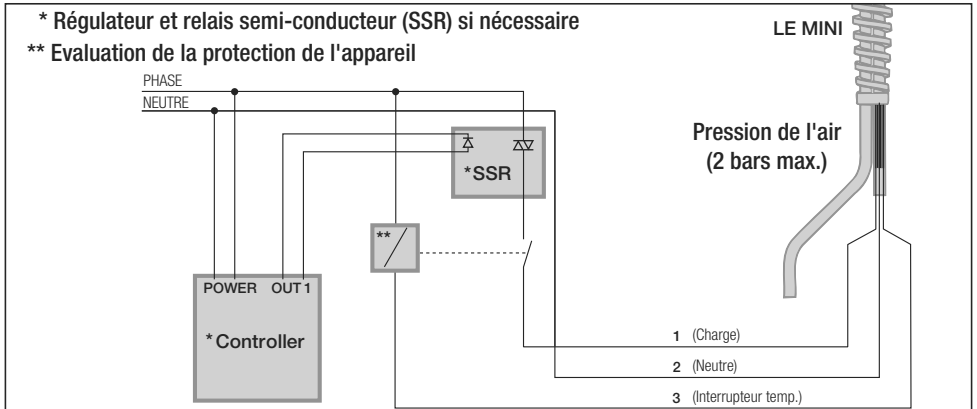 * Régulateur et relais semi-conducteur (SSR) si nécessaire
** Evaluation de la protection de l'appareil
LE MINI
PHASE
NEUTRE
Pression de l'air
(2 bars max.)
*SSR
**
POWER OUT 1
*Controller
1 (Charge)
2 (Neutre)
3 (Interrupteur temp.)